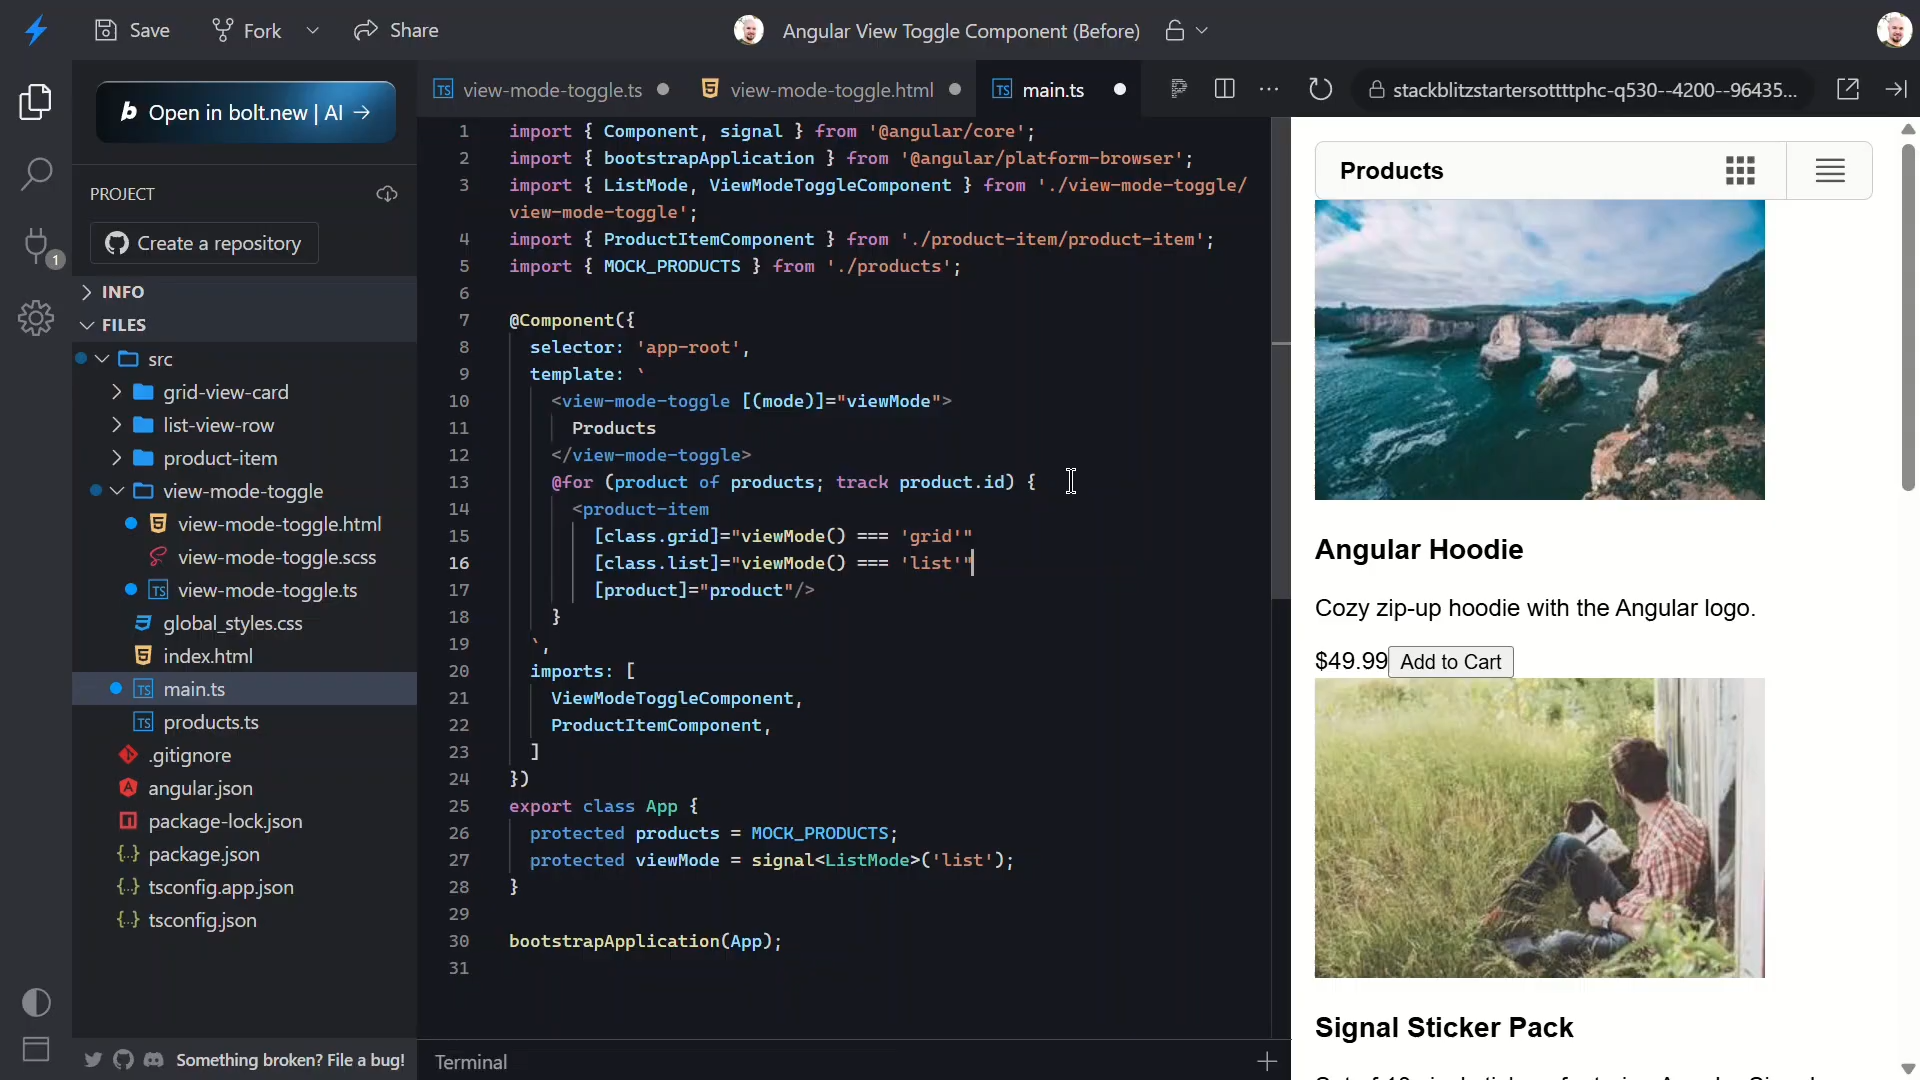 Save
Fork
Share
Angular View Toggle Component (Before)
b Open in bolt.new | AI →
view-mode-toggle.ts
view-mode-toggle.html
main.ts
stackblitzstartersottttphc-q530--4200--96435...
PROJECT
Create a repository
1
INFO
FILES
src
grid-view-card
list-view-row
product-item
view-mode-toggle
view-mode-toggle.html
view-mode-toggle.scss
TS view-mode-toggle.ts
global_styles.css
index.html
TS main.ts
TS products.ts
.gitignore
angular.json
package-lock.json
package.json
tsconfig.app.json
tsconfig.json
Something broken? File a bug!
1 import { Component, signal } from '@angular/core';
2 import { bootstrapApplication } from '@angular/platform-browser';
3 import { ListMode, ViewModeToggleComponent } from './view-mode-toggle/
view-mode-toggle';
4 import { ProductItemComponent } from './product-item/product-item';
5 import { MOCK_PRODUCTS } from './products';
6
7 @Component({
8 selector: 'app-root',
9 template: `
10 <view-mode-toggle [(mode)]="viewMode">
11 Products
12 </view-mode-toggle>
13 @for (product of products; track product.id) {
14 <product-item
15 [class.grid]="viewMode() === 'grid'"
16 [class.list]="viewMode() === 'list'"
17 [product]="product"/>
18 }
19 `,
20 imports: [
21 ViewModeToggleComponent,
22 ProductItemComponent,
23 ]
24 })
25 export class App {
26 protected products = MOCK_PRODUCTS;
27 protected viewMode = signal<ListMode>('list');
28 }
29
30 bootstrapApplication(App);
31
Terminal
Products
Angular Hoodie
Cozy zip-up hoodie with the Angular logo.
$49.99 Add to Cart
Signal Sticker Pack